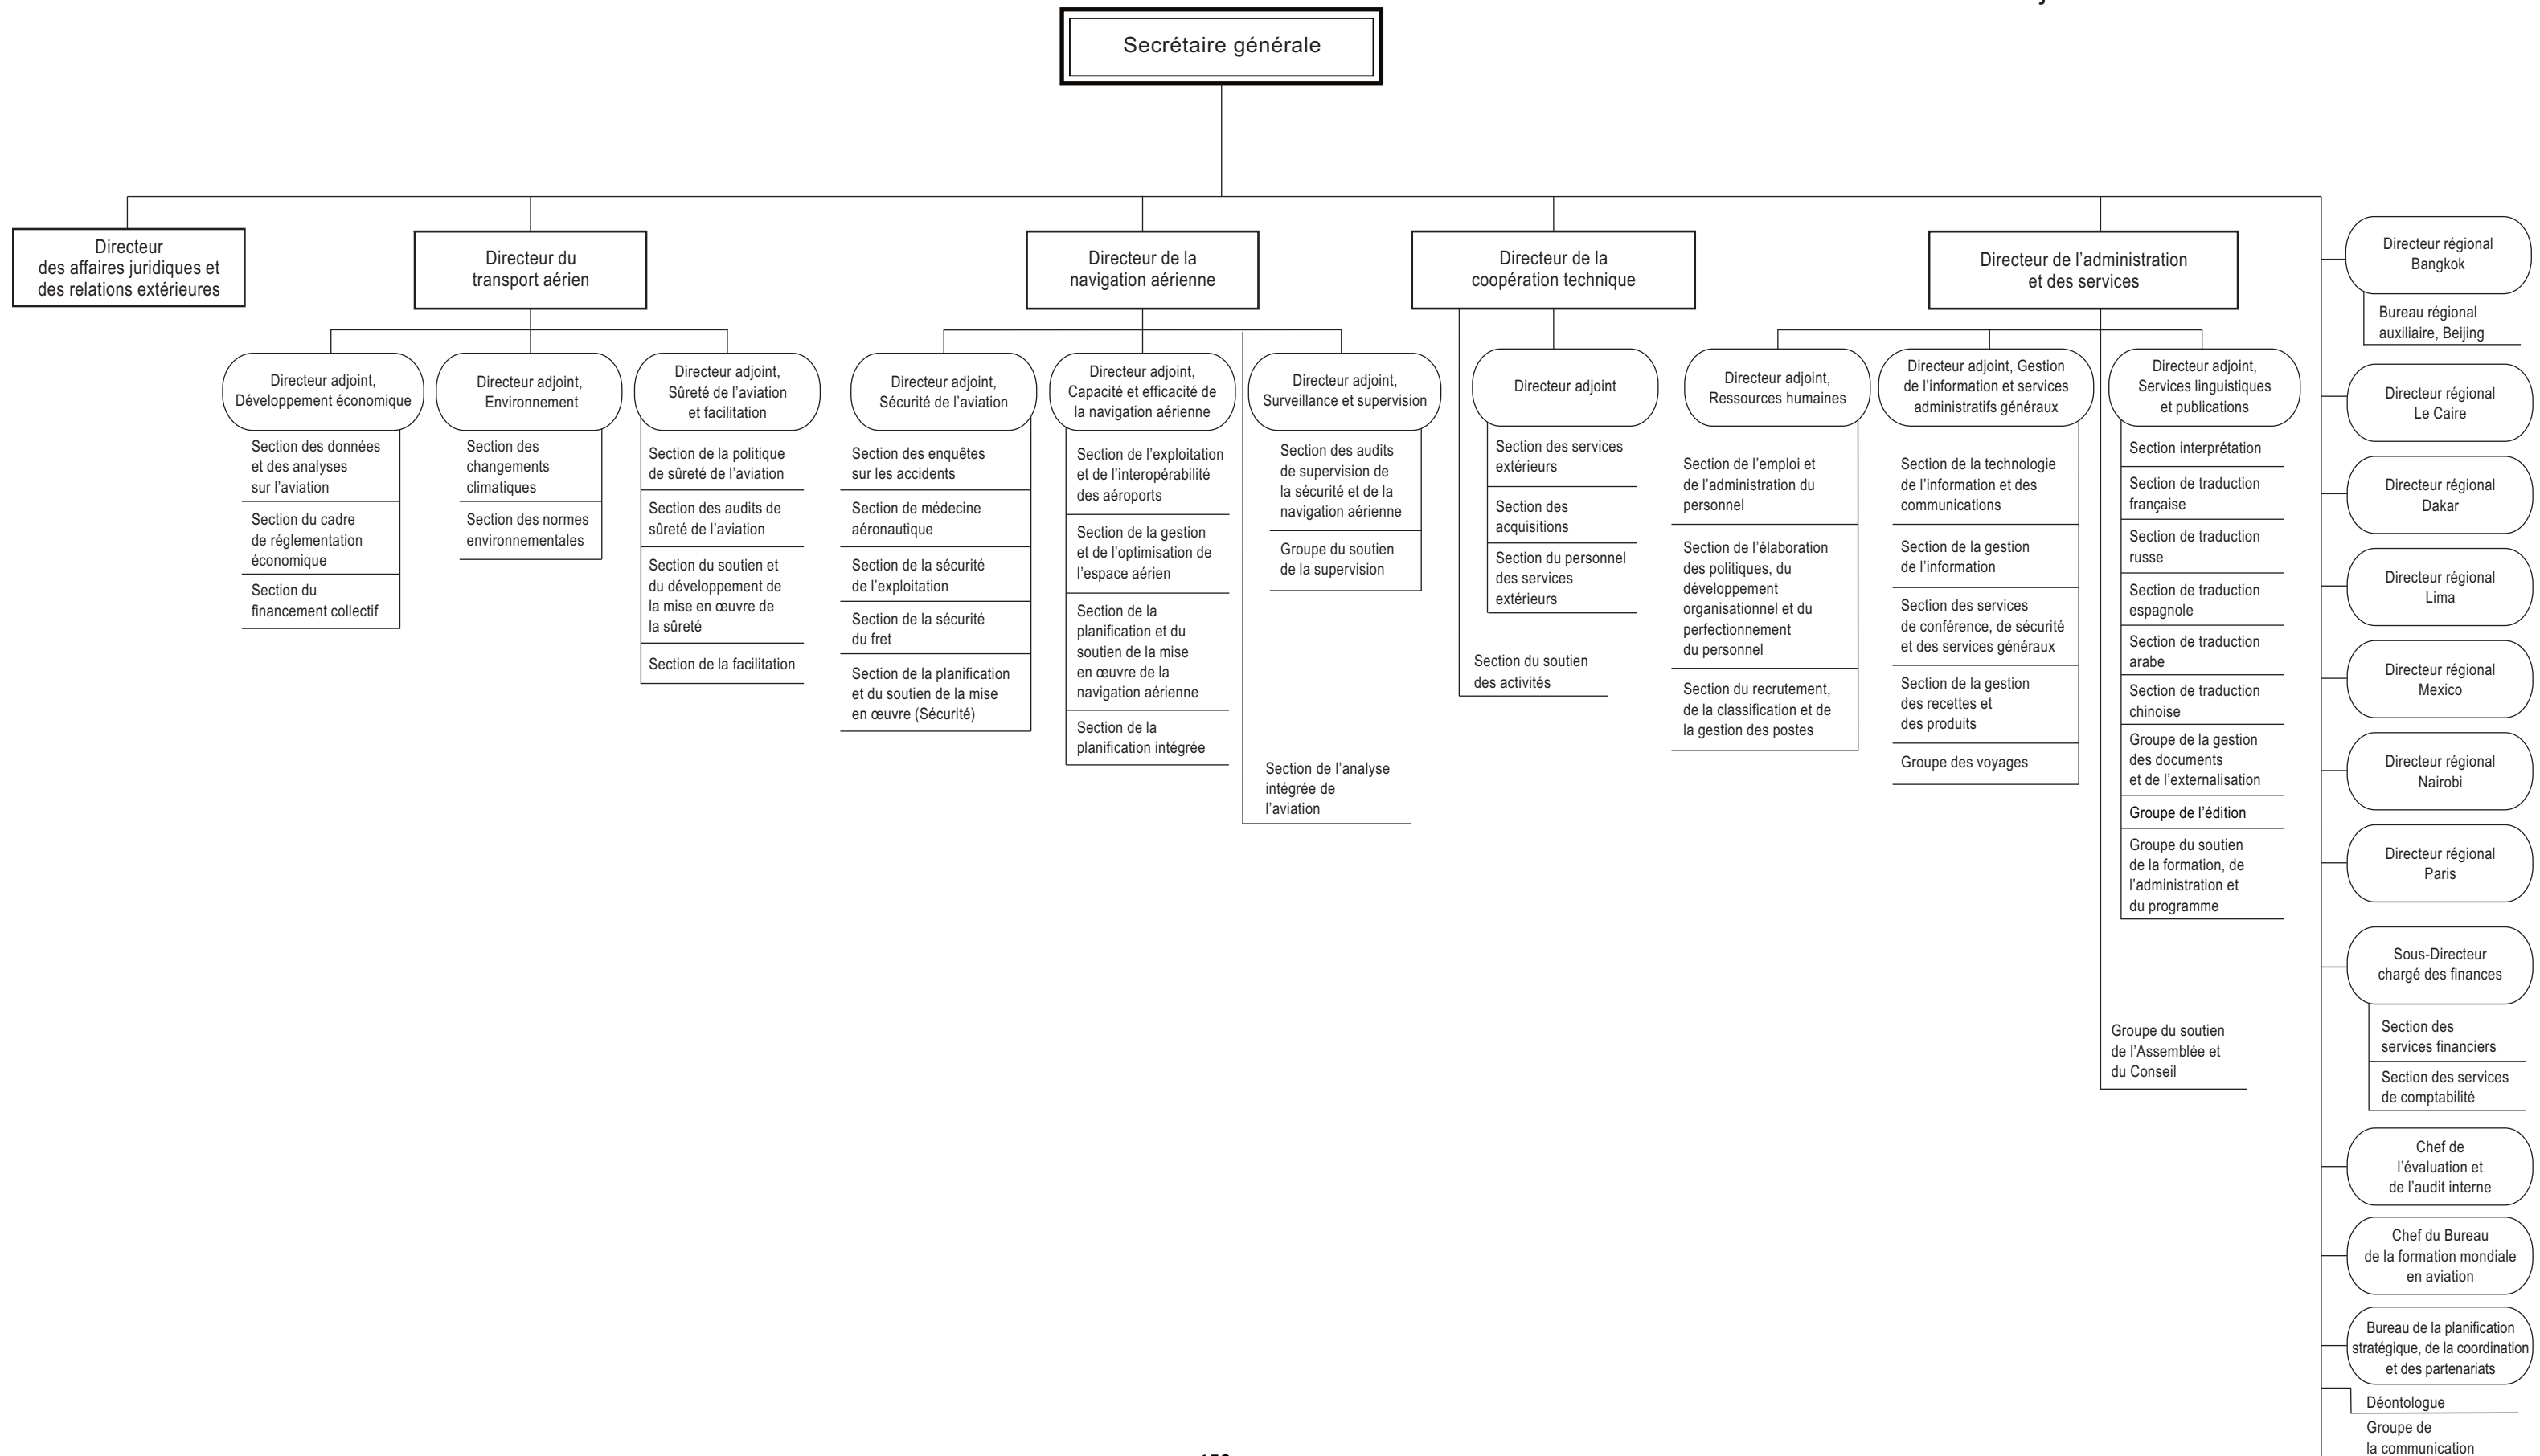 Secrétaire générale
Directeur
des affaires juridiques et
des relations extérieures
Directeur du
transport aérien
Directeur de la
navigation aérienne
Directeur de la
coopération technique
Directeur de l’administration
et des services
Directeur adjoint,
Développement économique
Section des données
et des analyses
sur l’aviation
Section du cadre
de réglementation
économique
Section du
financement collectif
Directeur adjoint,
Environnement
Section des
changements
climatiques
Section des normes
environnementales
Directeur adjoint,
Sûreté de l’aviation
et facilitation
Section de la politique
de sûreté de l’aviation
Section des audits de
sûreté de l’aviation
Section du soutien et
du développement de
la mise en œuvre de
la sûreté
Section de la facilitation
Directeur adjoint,
Sécurité de l’aviation
Section des enquêtes
sur les accidents
Section de médecine
aéronautique
Section de la sécurité
de l’exploitation
Section de la sécurité
du fret
Section de la planification
et du soutien de la mise
en œuvre (Sécurité)
Directeur adjoint,
Capacité et efficacité de
la navigation aérienne
Section de l’exploitation
et de l’interopérabilité
des aéroports
Section de la gestion
et de l’optimisation de
l’espace aérien
Section de la
planification et du
soutien de la mise
en œuvre de la
navigation aérienne
Section de la
planification intégrée
Directeur adjoint,
Surveillance et supervision
Section des audits
de supervision de
la sécurité et de la
navigation aérienne
Groupe du soutien
de la supervision
Section de l’analyse
intégrée de
l’aviation
Directeur adjoint
Section des services
extérieurs
Section des
acquisitions
Section du personnel
des services
extérieurs
Section du soutien
des activités
Directeur adjoint,
Ressources humaines
Section de l’emploi et
de l’administration du
personnel
Section de l’élaboration
des politiques, du
développement
organisationnel et du
perfectionnement
du personnel
Section du recrutement,
de la classification et de
la gestion des postes
Directeur adjoint, Gestion
de l’information et services
administratifs généraux
Section de la technologie
de l’information et des
communications
Section de la gestion
de l’information
Section des services
de conférence, de sécurité
et des services généraux
Section de la gestion
des recettes et
des produits
Groupe des voyages
Directeur adjoint,
Services linguistiques
et publications
Section interprétation
Section de traduction
française
Section de traduction
russe
Section de traduction
espagnole
Section de traduction
arabe
Section de traduction
chinoise
Groupe de la gestion
des documents
et de l’externalisation
Groupe de l’édition
Groupe du soutien
de la formation, de
l’administration et
du programme
Groupe du soutien
de l’Assemblée et
du Conseil
Directeur régional
Bangkok
Bureau régional
auxiliaire, Beijing
Directeur régional
Le Caire
Directeur régional
Dakar
Directeur régional
Lima
Directeur régional
Mexico
Directeur régional
Nairobi
Directeur régional
Paris
Sous-Directeur
chargé des finances
Section des
services financiers
Section des services
de comptabilité
Chef de
l’évaluation et
de l’audit interne
Chef du Bureau
de la formation mondiale
en aviation
Bureau de la planification
stratégique, de la coordination
et des partenariats
Déontologue
Groupe de
la communication